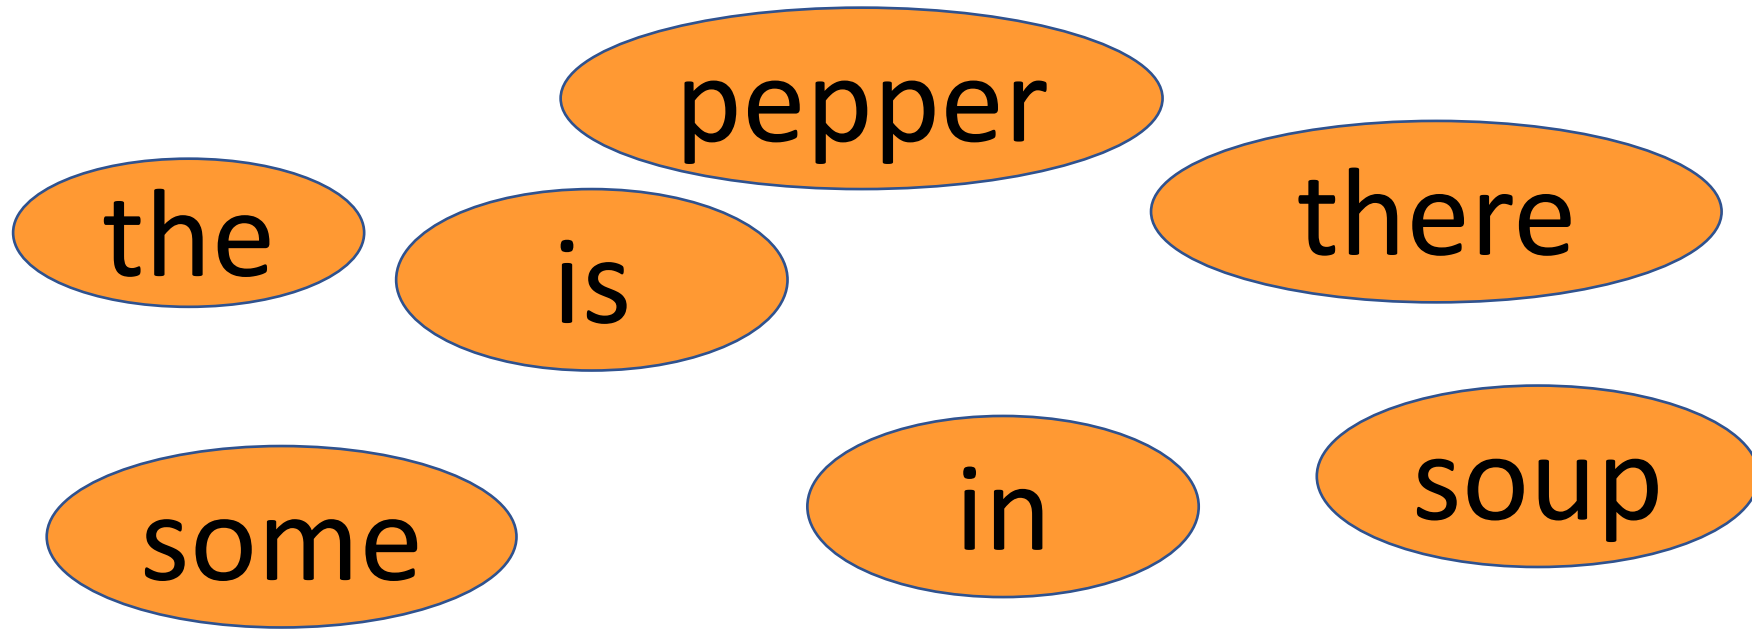 pepper
there
the
is
soup
in
some